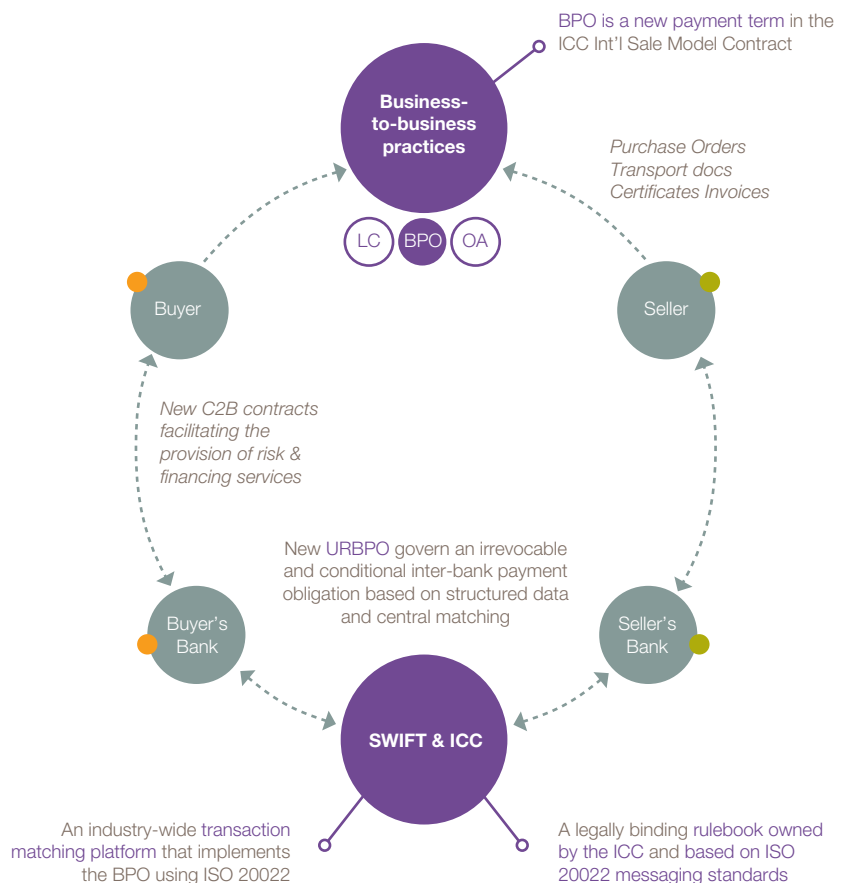 BPO is a new payment term in the
ICC Int'l Sale Model Contract
Business-
to-business
practices
Purchase Orders
Transport docs
Certificates Invoices
LC
BPO
OA
Buyer
Seller
New C2B contracts
facilitating the
provision of risk &
financing services
New URBPO govern an irrevocable
and conditional inter-bank payment
obligation based on structured data
and central matching
Buyer's
Bank
Seller's
Bank
SWIFT & ICC
An industry-wide transaction
matching platform that implements
the BPO using ISO 20022
A legally binding rulebook owned
by the ICC and based on ISO
20022 messaging standards